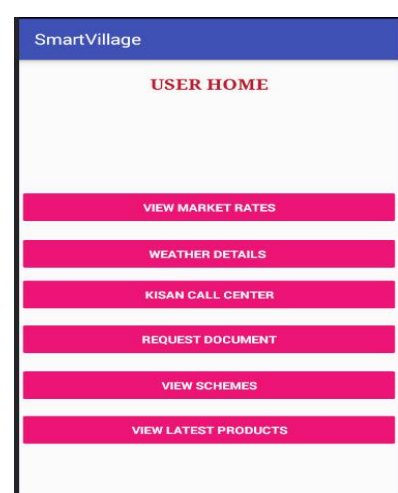 SmartVillage
USER HOME
VIEW MARKET RATES
WEATHER DETAILS
KISAN CALL CENTER
REQUEST DOCUMENT
VIEW SCHEMES
VIEW LATEST PRODUCTS